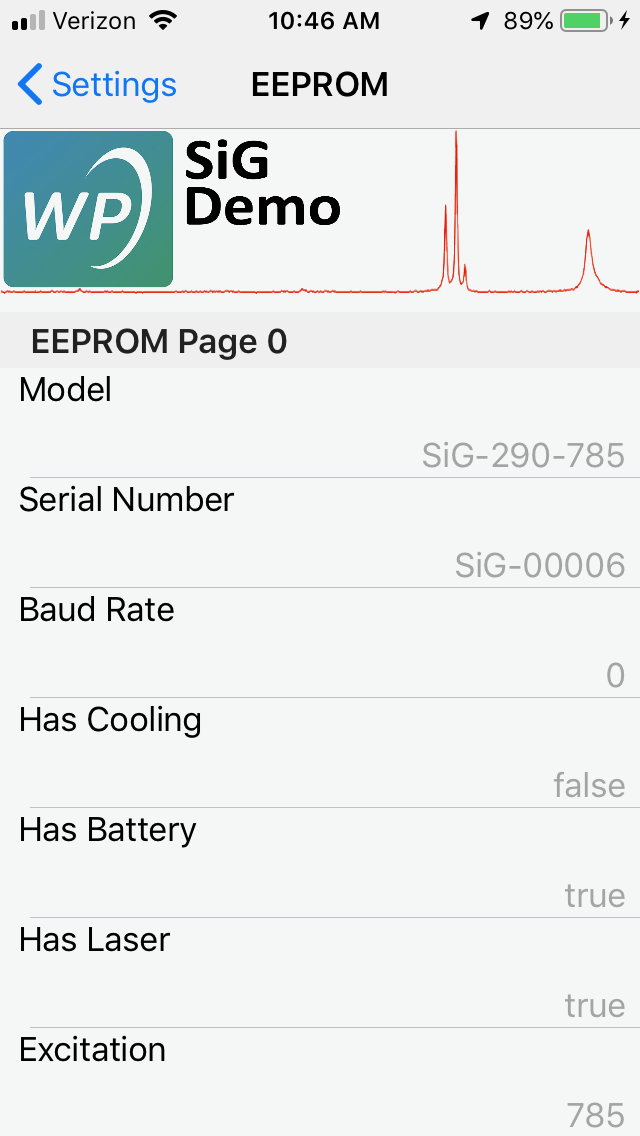 Verizon 10:46 AM 89%
Settings EEPROM
WP
SiG
Demo
EEPROM Page 0
Model
SiG-290-785
Serial Number
SiG-00006
Baud Rate
0
Has Cooling
false
Has Battery
true
Has Laser
true
Excitation
785